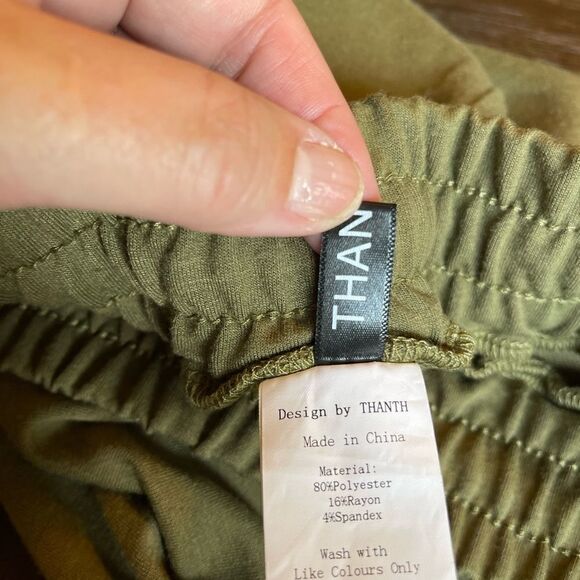 THAN
Design by THANTH
Made in China
Material:
80%Polyester
16%Rayon
4%Spandex
Wash with
Like Colours Only